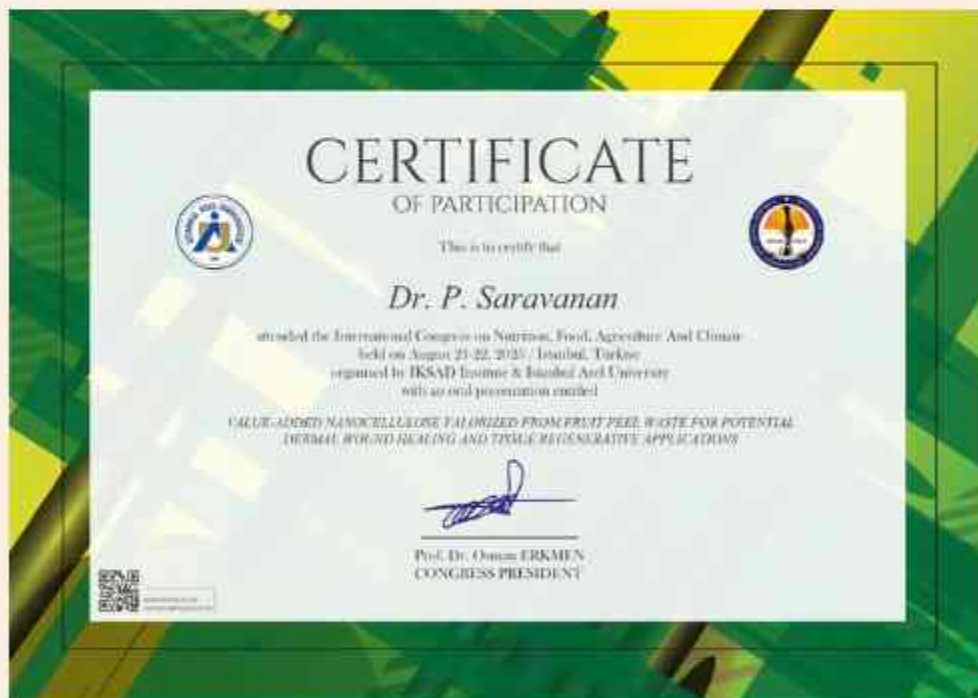 CERTIFICATE
OF PARTICIPATION
This is to certify that
Dr. P. Saravanan
attended the International Congress on Nutrition, Food, Agriculture And Climate
held on August 21-22, 2025 / Istanbul, Türkiye
organized by IKSAD Institute & Istanbul Arel University
with an oral presentation entitled
VALUE-ADDED NANOCELLULOSE VALORIZED FROM FRUIT PEEL WASTE FOR POTENTIAL
DERMAL WOUND HEALING AND TISSUE REGENERATIVE APPLICATIONS
Prof. Dr. Osman ERKMEN
CONGRESS PRESIDENT